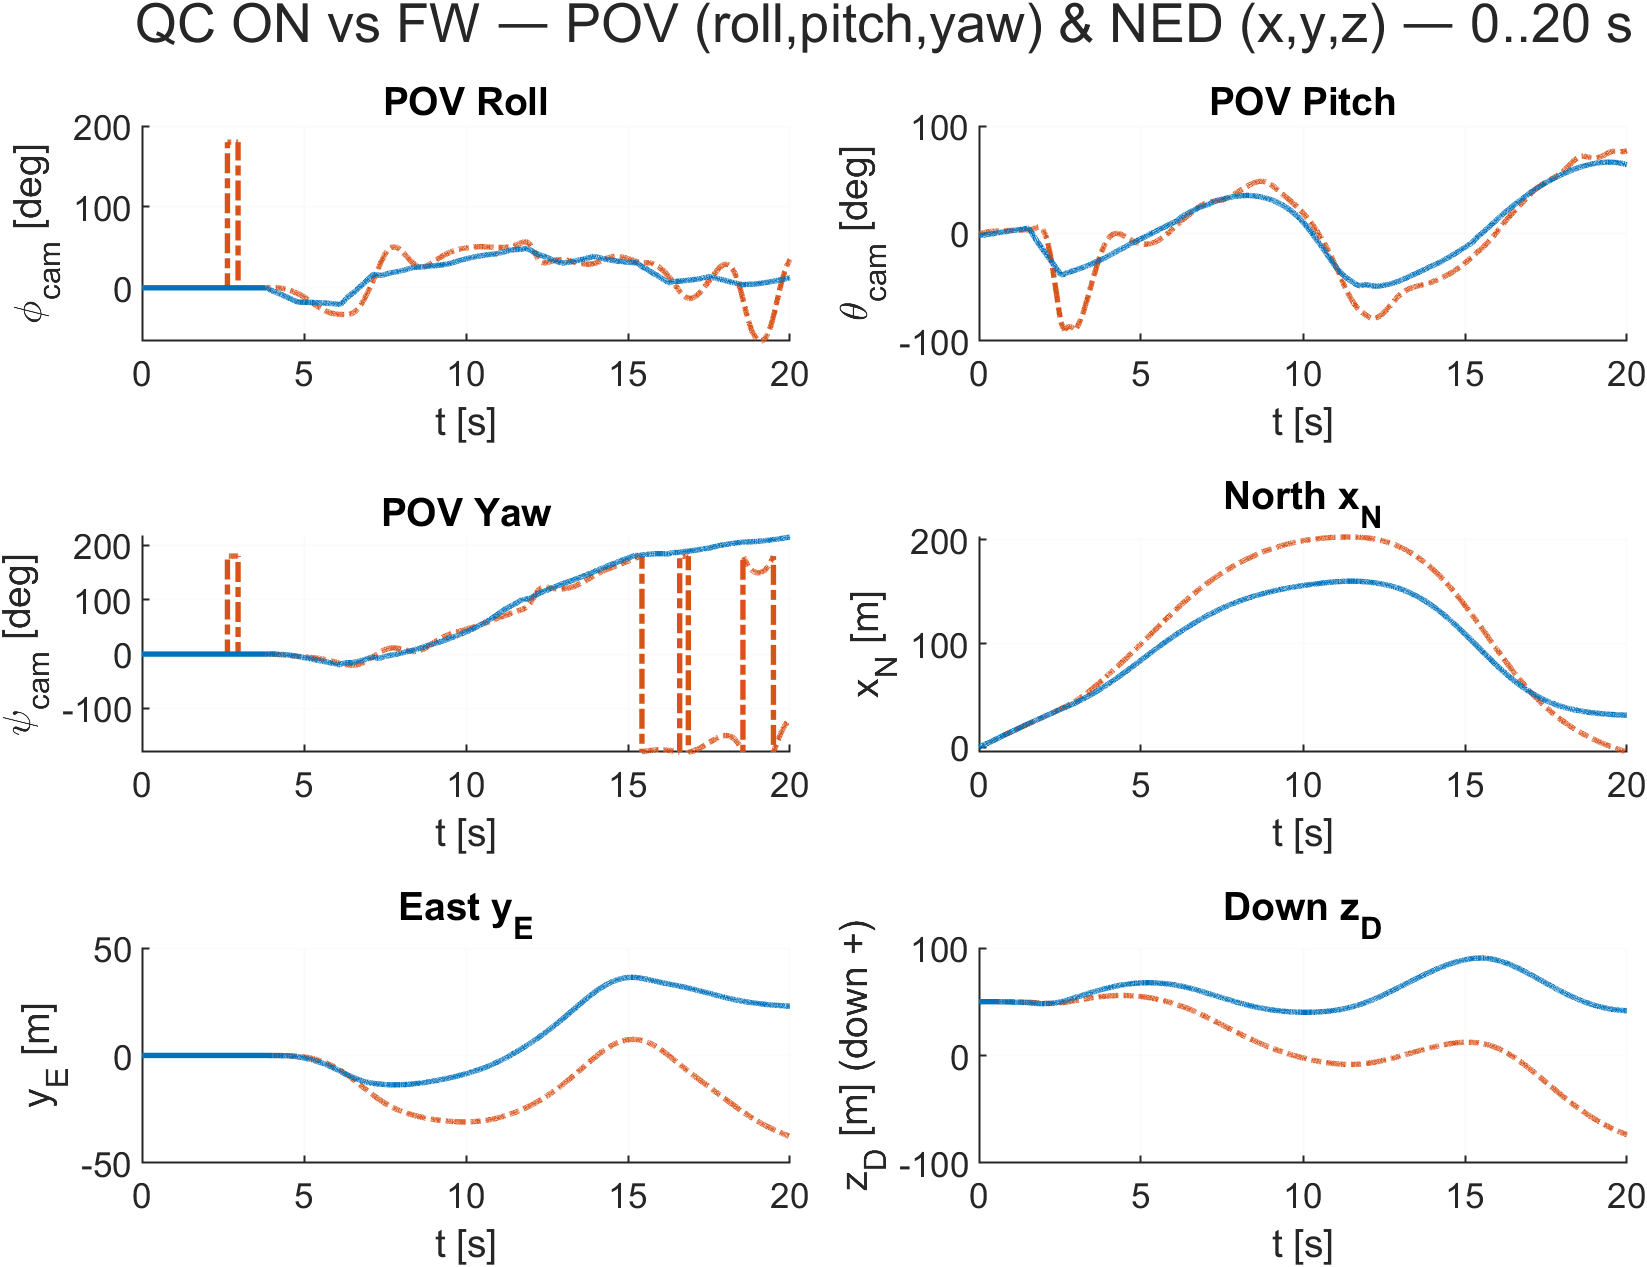 QC ON vs FW — POV (roll,pitch,yaw) & NED (x,y,z) — 0..20 s
POV Roll
ϕcam [deg]
200
100
0
0 5 10 15 20
t [s]
POV Pitch
θcam [deg]
100
0
-100
0 5 10 15 20
t [s]
POV Yaw
ψcam [deg]
200
100
0
-100
0 5 10 15 20
t [s]
North xN
xN [m]
200
100
0
0 5 10 15 20
t [s]
East yE
yE [m]
50
0
-50
0 5 10 15 20
t [s]
Down zD
zD [m] (down +)
100
0
-100
0 5 10 15 20
t [s]